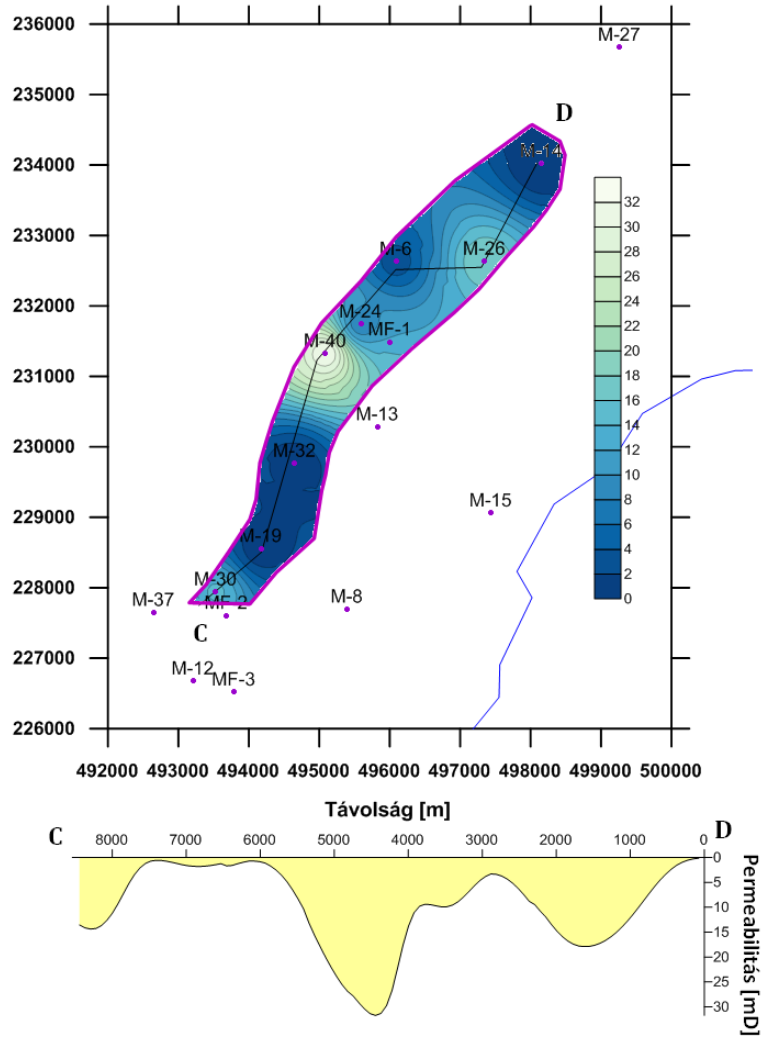 236000
M-27
235000
D
234000
M-14
32
30
233000
M-6
M-26
28
26
232000
M-24
24
22
MF-1
20
M-40
18
231000
16
14
M-13
12
230000
M-32
10
8
M-15
6
229000
4
M-19
2
0
228000
M-30
M-37
MF-2
M-8
C
227000
M-12
MF-3
226000
492000 493000 494000 495000 496000 497000 498000 499000 500000
Távolság [m]
C
D
8000 7000 6000 5000 4000 3000 2000 1000 0
0
-5
-10
-15
-20
-25
-30
Permeabilitás [mD]